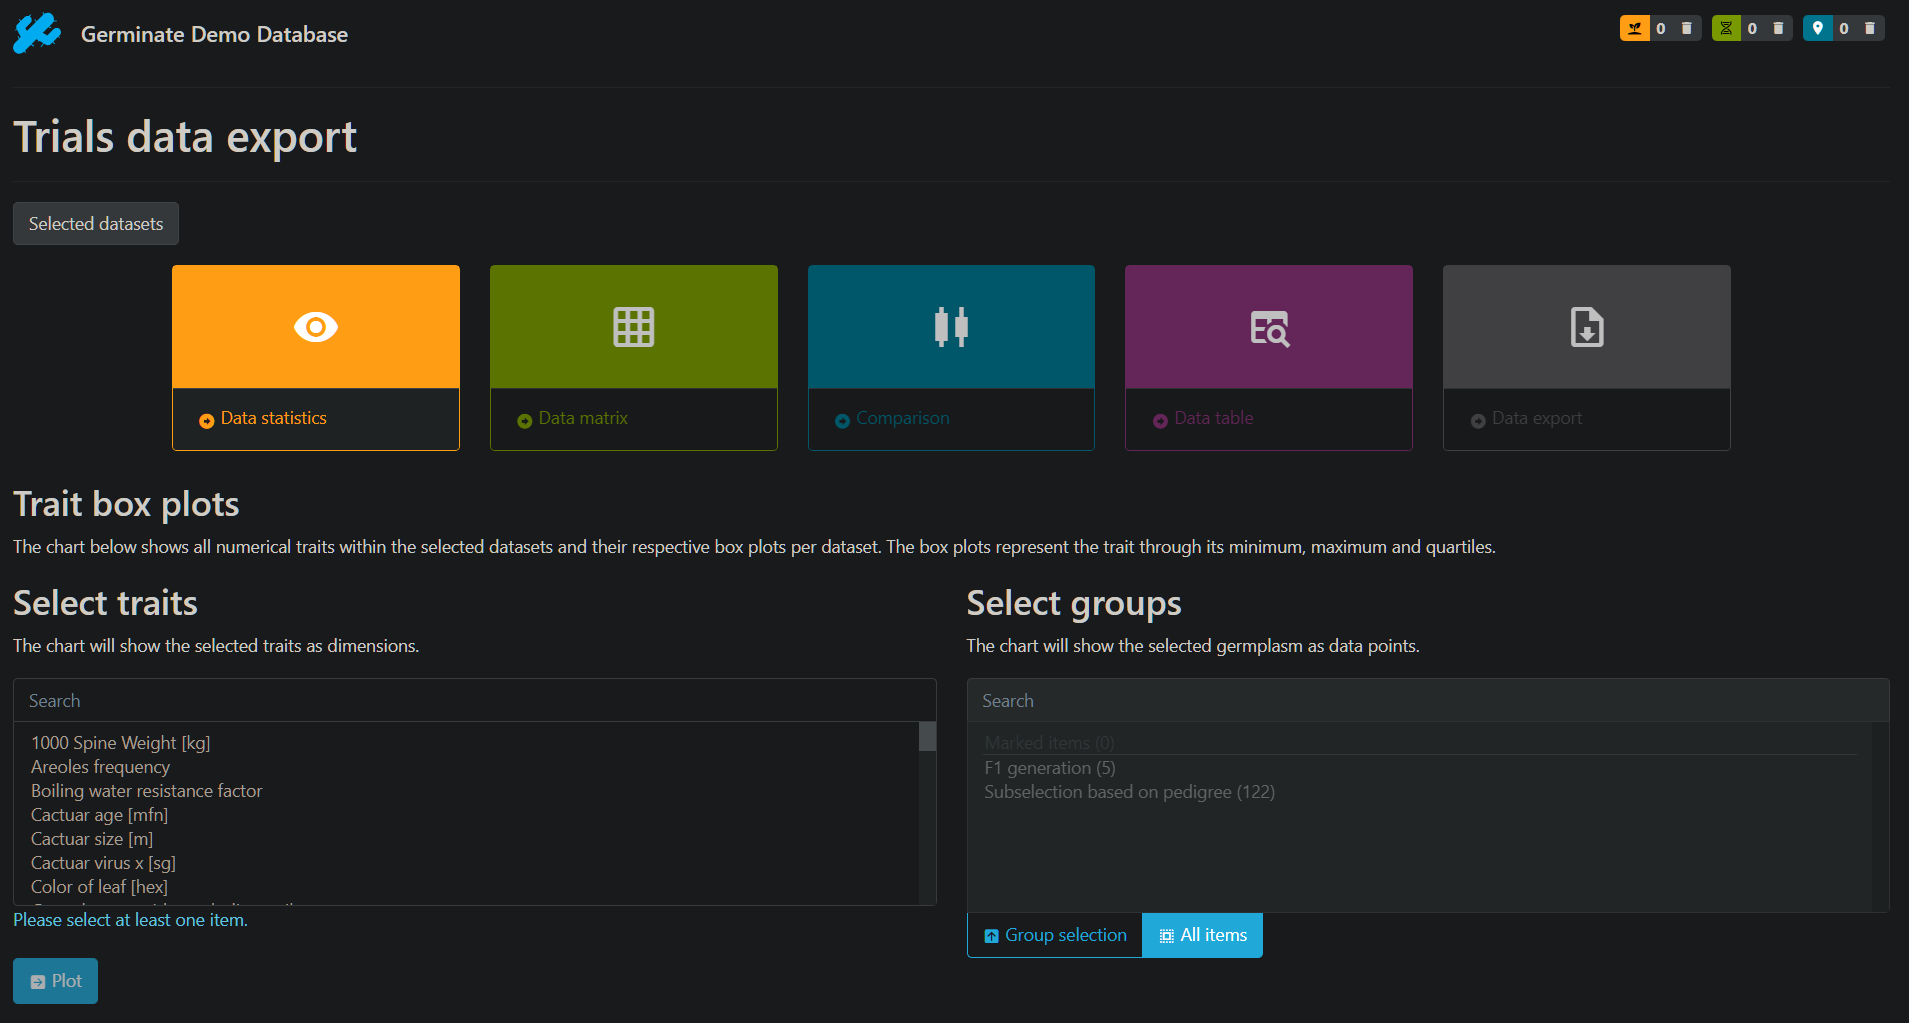 Germinate Demo Database
0
0
0
Trials data export
Selected datasets
Data statistics
Data matrix
Comparison
Data table
Data export
Trait box plots
The chart below shows all numerical traits within the selected datasets and their respective box plots per dataset. The box plots represent the trait through its minimum, maximum and quartiles.
Select traits
The chart will show the selected traits as dimensions.
Search
1000 Spine Weight [kg]
Areoles frequency
Boiling water resistance factor
Cactuar age [mfn]
Cactuar size [m]
Cactuar virus x [sg]
Color of leaf [hex]
Please select at least one item.
Plot
Select groups
The chart will show the selected germplasm as data points.
Search
Marked items (0)
F1 generation (5)
Subselection based on pedigree (122)
Group selection
All items